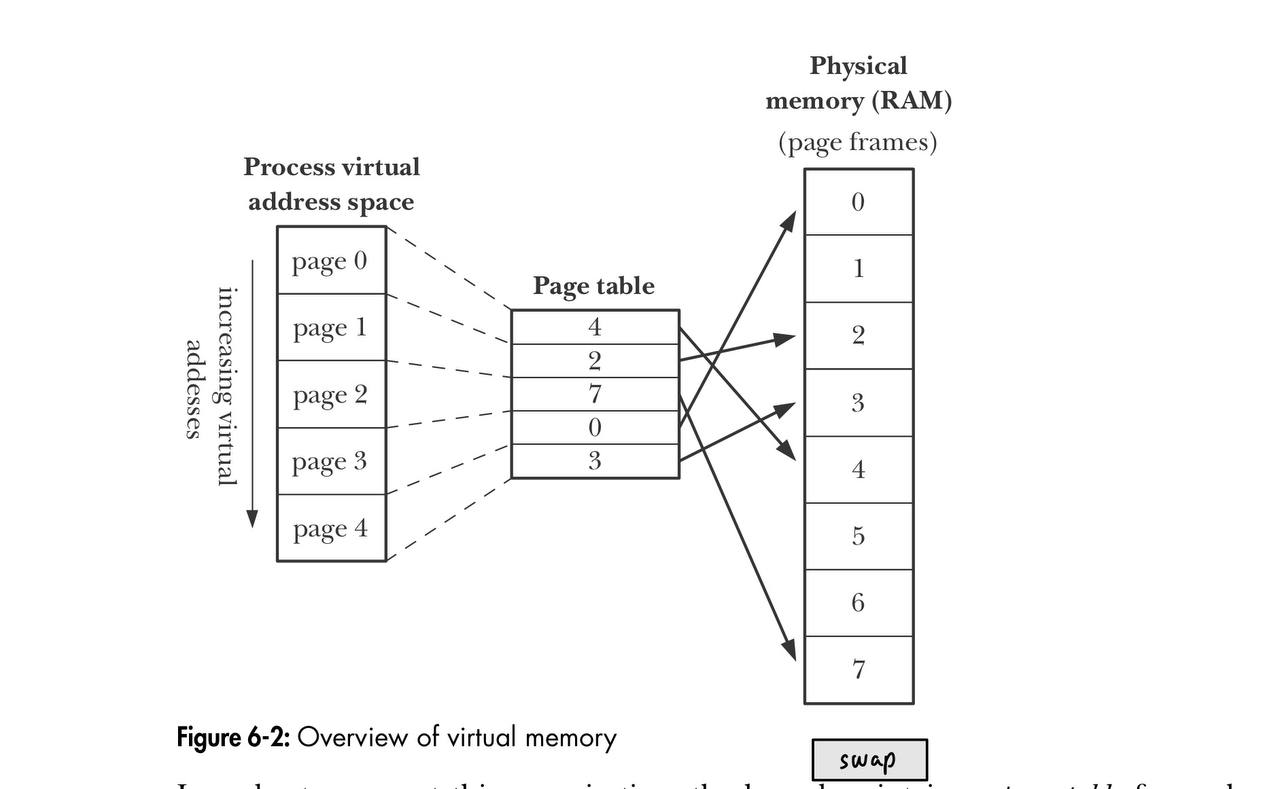 Physical
memory (RAM)
(page frames)
Process virtual
address space
increasing virtual
addesses
page 0
page 1
page 2
page 3
page 4
Page table
4
2
7
0
3
0
1
2
3
4
5
6
7
Figure 6-2: Overview of virtual memory
swap